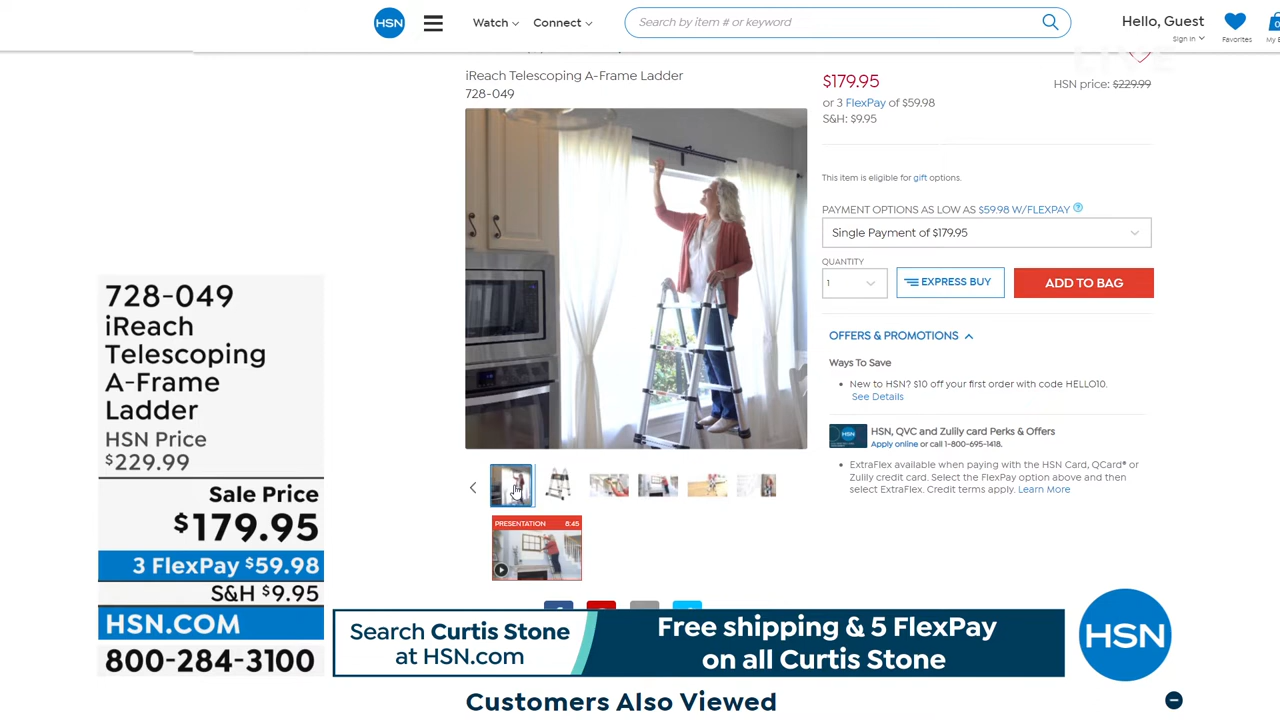 HSN
Watch
Connect
Search by item # or keyword
Hello, Guest
Sign In
Favorites
0
LIVE
iReach Telescoping A-Frame Ladder
728-049
$179.95
HSN price: $229.99
or 3 FlexPay of $59.98
S&H: $9.95
This item is eligible for gift options.
PAYMENT OPTIONS AS LOW AS $59.98 W/FLEXPAY ?
Single Payment of $179.95
QUANTITY
1
EXPRESS BUY
ADD TO BAG
OFFERS & PROMOTIONS
Ways To Save
New to HSN? $10 off your first order with code HELLO10.
See Details
HSN, QVC and Zulily card Perks & Offers
Apply online or call 1-800-695-1418.
ExtraFlex available when paying with the HSN Card, QCard® or
Zulily credit card. Select the FlexPay option above and then
select ExtraFlex. Credit terms apply. Learn More
PRESENTATION 8:45
728-049
iReach
Telescoping
A-Frame
Ladder
HSN Price
$229.99
Sale Price
$179.95
3 FlexPay $59.98
S&H $9.95
HSN.COM
800-284-3100
Search Curtis Stone
at HSN.com
Free shipping & 5 FlexPay
on all Curtis Stone
HSN
Customers Also Viewed